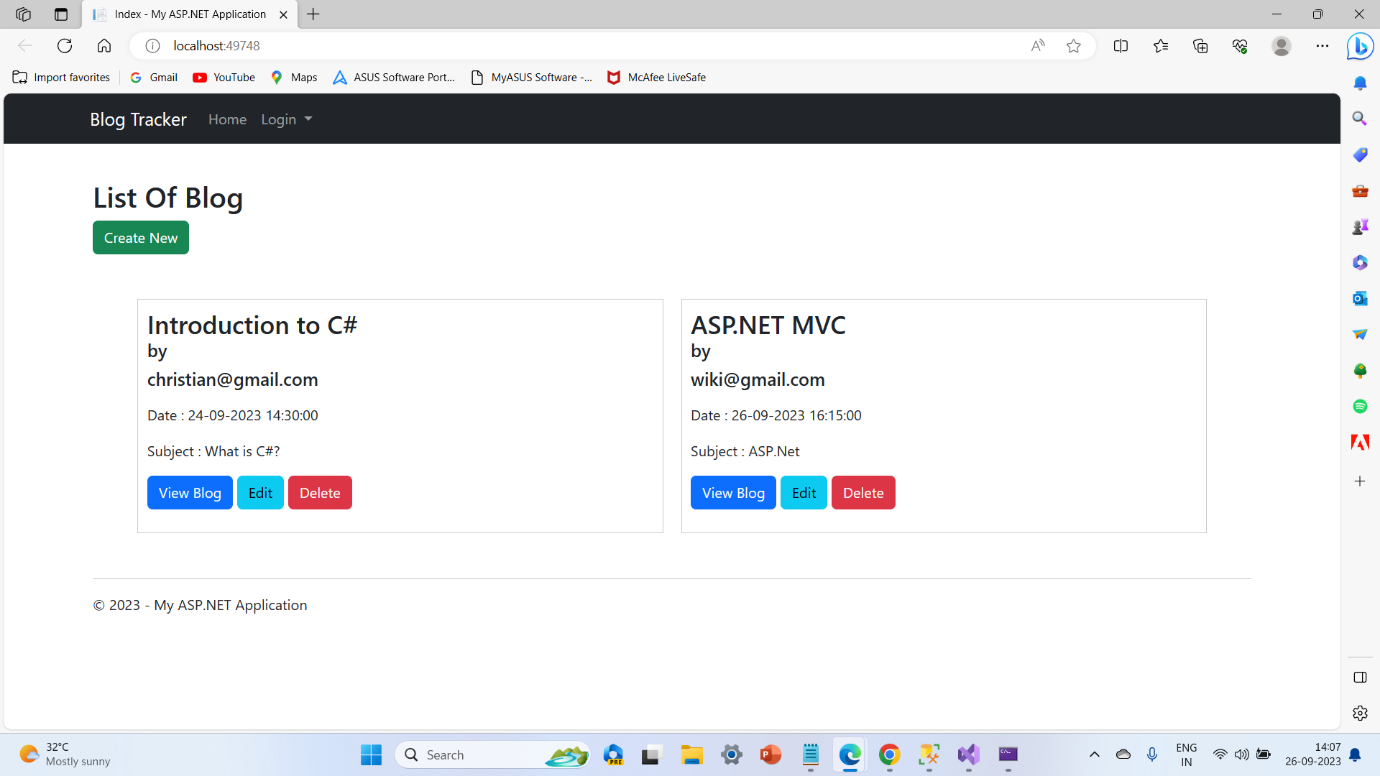 Index - My ASP.NET Application
localhost:49748
Import favorites
Gmail
YouTube
Maps
ASUS Software Port...
MyASUS Software -...
McAfee LiveSafe
Blog Tracker
Home
Login
List Of Blog
Create New
Introduction to C#
by
christian@gmail.com
Date : 24-09-2023 14:30:00
Subject : What is C#?
View Blog
Edit
Delete
ASP.NET MVC
by
wiki@gmail.com
Date : 26-09-2023 16:15:00
Subject : ASP.Net
View Blog
Edit
Delete
© 2023 - My ASP.NET Application
32°C
Mostly sunny
Search
PRE
ENG
IN
14:07
26-09-2023